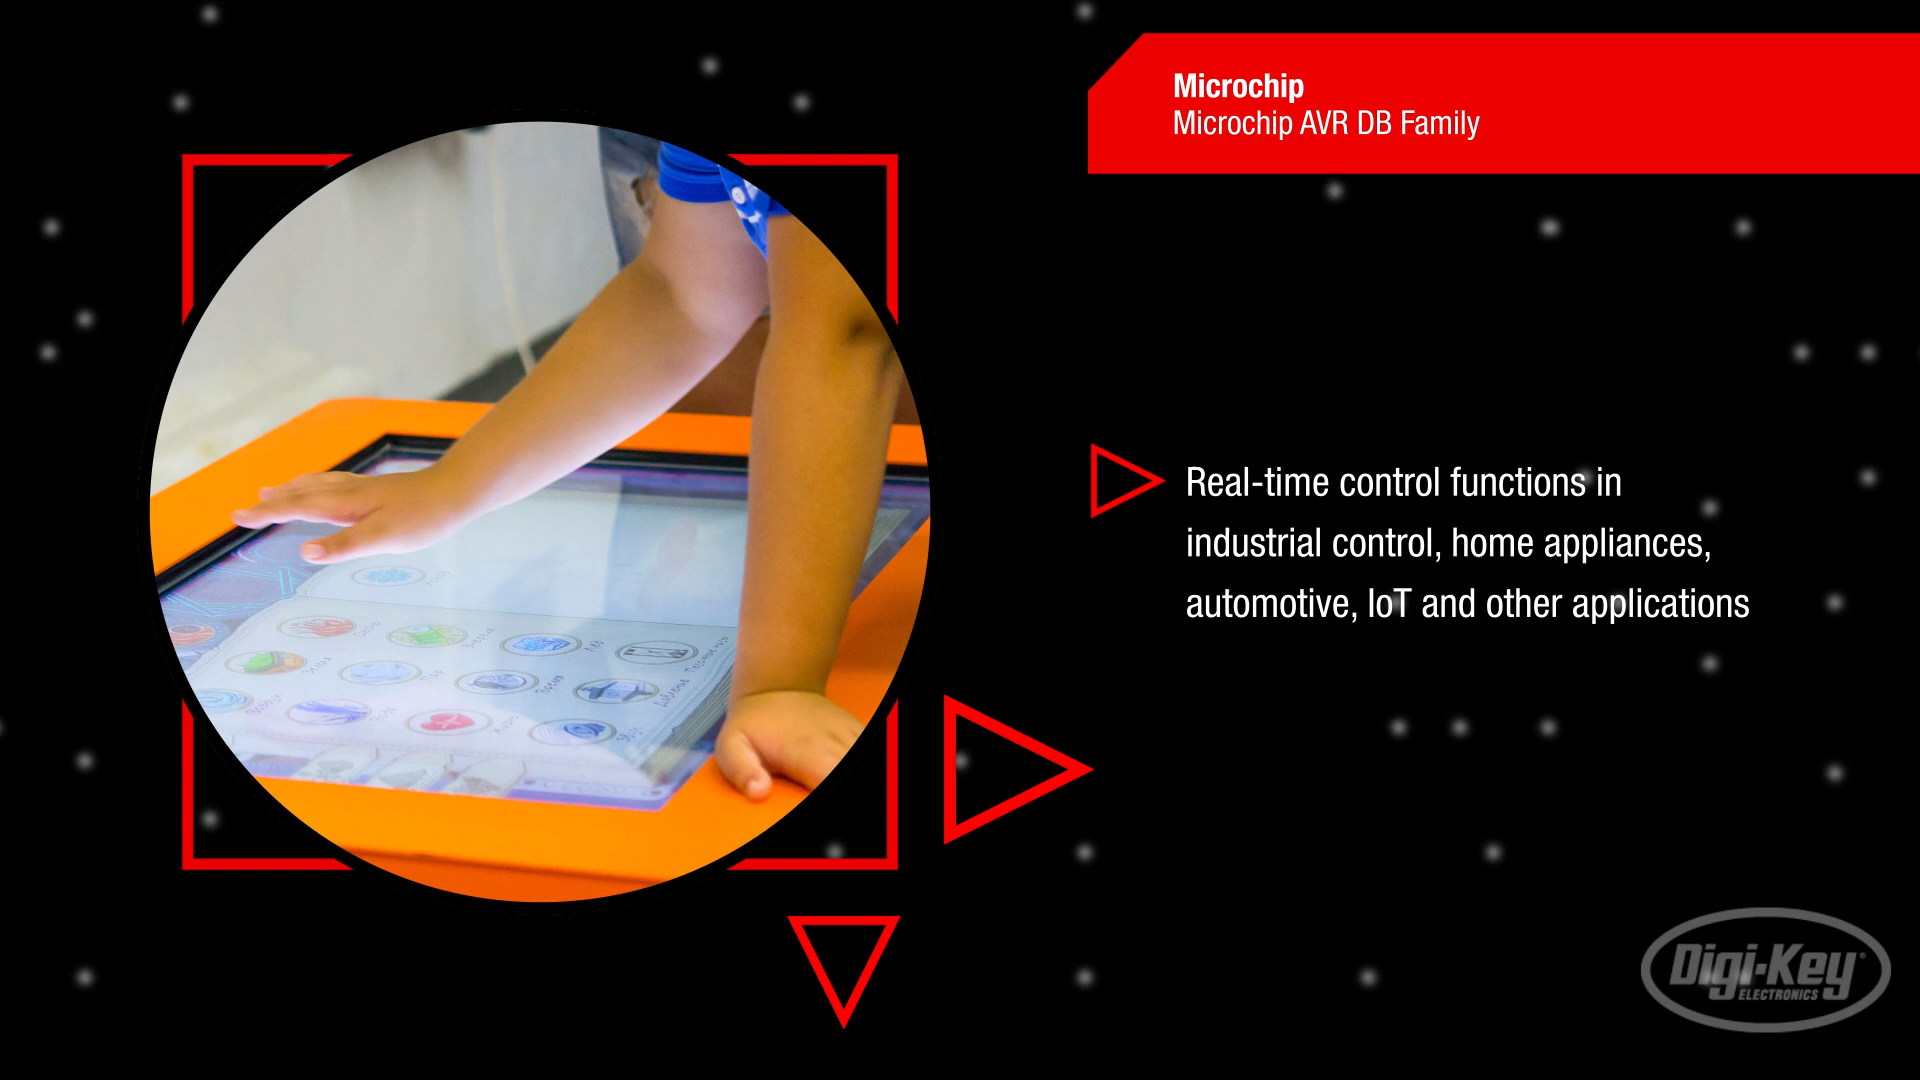 Microchip
Microchip AVR DB Family
Real-time control functions in
industrial control, home appliances,
automotive, IoT and other applications
Время
Digi-Key®
ELECTRONICS